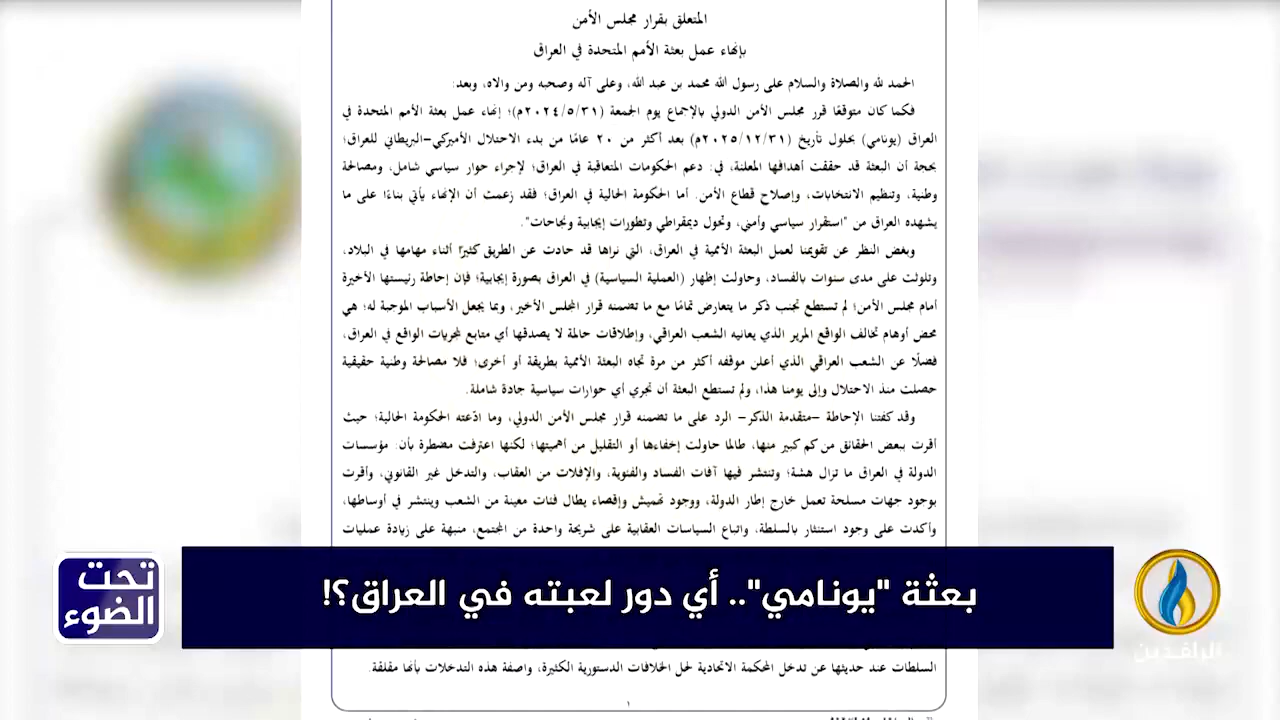 المتعلق بقرار مجلس الأمن
بإنهاء عمل بعثة الأمم المتحدة في العراق
الحمد لله والصلاة والسلام على رسول الله محمد بن عبد الله، وعلى آله وصحبه ومن والاه، وبعد:
فكما كان متوقعًا قرر مجلس الأمن الدولي بالإجماع يوم الجمعة (٢٠٢٤/٥/٣١م)؛ إنهاء عمل بعثة الأمم المتحدة في
العراق (يونامي) بحلول تأريخ (٢٠٢٥/١٢/٣١م) بعد أكثر من ٢٠ عامًا من بدء الاحتلال الأميركي-البريطاني للعراق؛
بحجة أن البعثة قد حققت أهدافها المعلنة، في: دعم الحكومات المتعاقبة في العراق؛ لإجراء حوار سياسي شامل، ومصالحة
وطنية، وتنظيم الانتخابات، وإصلاح قطاع الأمن. أما الحكومة الحالية في العراق؛ فقد زعمت أن الإنهاء يأتي بناءًا على ما
يشهده العراق من "استقرار سياسي وأمني، وتحول ديمقراطي وتطورات إيجابية ونجاحات".
وبغض النظر عن تقويمنا لعمل البعثة الأممية في العراق، التي نراها قد حادت عن الطريق كثيرًا أثناء مهامها في البلاد،
وتلوثت على مدى سنوات بالفساد، وحاولت إظهار (العملية السياسية) في العراق بصورة إيجابية؛ فإن إحاطة رئيستها الأخيرة
أمام مجلس الأمن؛ لم تستطع تجنب ذكر ما يتعارض تمامًا مع ما تضمنه قرار المجلس الأخير، وبما يجعل الأسباب الموجبة له؛ هي
محض أوهام تخالف الواقع المرير الذي يعانيه الشعب العراقي، وإطلاقات حالمة لا يصدقها أي متابع لمجريات الواقع في العراق،
فضلًا عن الشعب العراقي الذي أعلن موقفه أكثر من مرة تجاه البعثة الأممية بطريقة أو أخرى؛ فلا مصالحة وطنية حقيقية
حصلت منذ الاحتلال وإلى يومنا هذا، ولم تستطع البعثة أن تجري أي حوارات سياسية جادة شاملة.
وقد كفتنا الإحاطة –متقدمة الذكر– الرد على ما تضمنه قرار مجلس الأمن الدولي، وما ادّعته الحكومة الحالية؛ حيث
أقرت ببعض الحقائق من كم كبير منها، طالما حاولت إخفاءها أو التقليل من أهميتها؛ لكنها اعترفت مضطرة بأن: مؤسسات
الدولة في العراق ما تزال هشة؛ وتنتشر فيها آفات الفساد والفئوية، والإفلات من العقاب، والتدخل غير القانوني، وأقرت
بوجود جهات مسلحة تعمل خارج إطار الدولة، ووجود تهميش وإقصاء يطال فئات معينة من الشعب وينتشر في أوساطها،
وأكدت على وجود استئثار بالسلطة، واتباع السياسات العقابية على شريحة واحدة من المجتمع، منبهة على زيادة عمليات
بعثة "يونامي".. أي دور لعبته في العراق؟!
تحت
الضوء
الرافدين
السلطات عند حديثها عن تدخل المحكمة الاتحادية لحل الخلافات الدستورية الكثيرة، واصفة هذه التدخلات بأنها مقلقة.
١